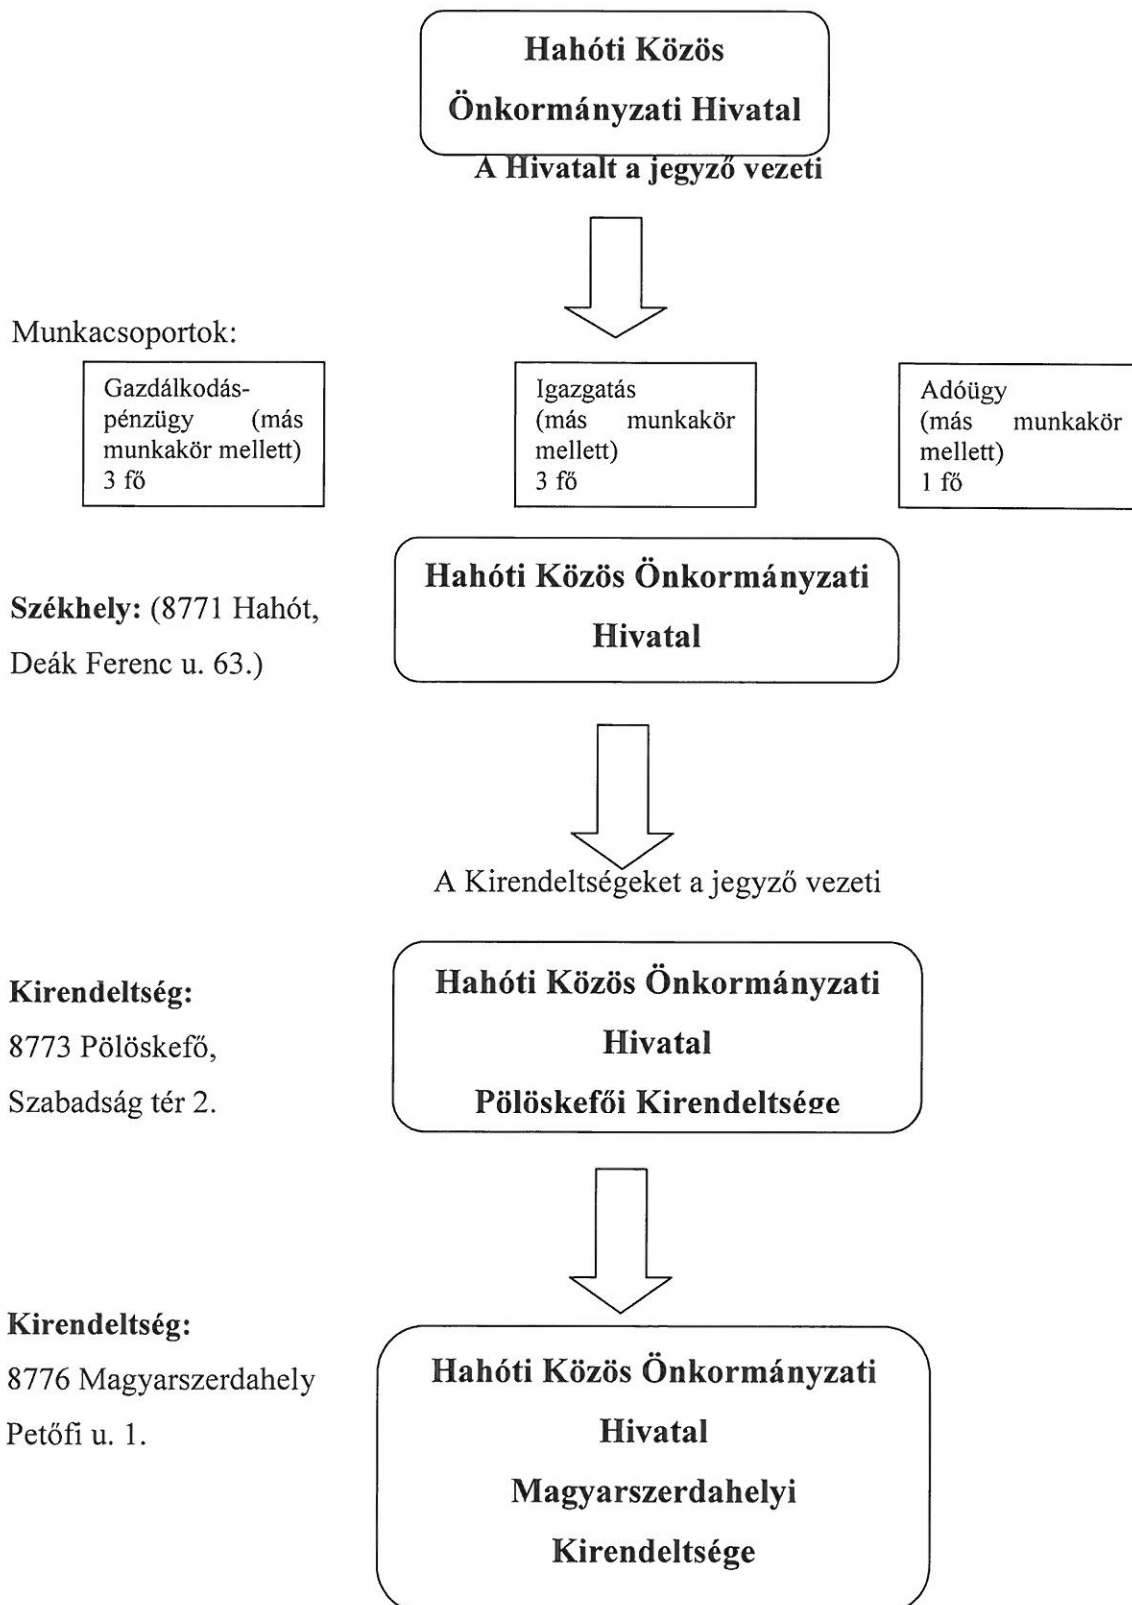 Hahóti Közös
Önkormányzati Hivatal
A Hivatalt a jegyző vezeti
Munkacsoportok:
Gazdálkodás-
pénzügy (más
munkakör mellett)
3 fő
Igazgatás
(más munkakör
mellett)
3 fő
Adóügy
(más munkakör
mellett)
1 fő
Székhely: (8771 Hahót,
Deák Ferenc u. 63.)
Hahóti Közös Önkormányzati
Hivatal
A Kirendeltségeket a jegyző vezeti
Kirendeltség:
8773 Pölöskefő,
Szabadság tér 2.
Hahóti Közös Önkormányzati
Hivatal
Pölöskefői Kirendeltsége
Kirendeltség:
8776 Magyarszerdahely
Petőfi u. 1.
Hahóti Közös Önkormányzati
Hivatal
Magyarszerdahelyi
Kirendeltsége